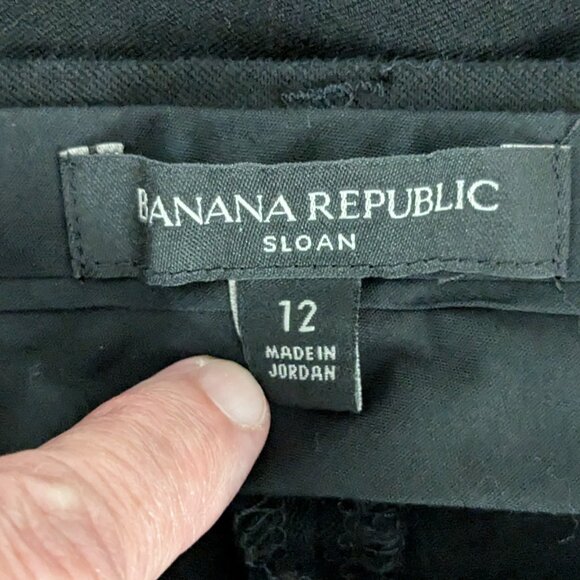 BANANA REPUBLIC
SLOAN
12
MADE IN
JORDAN